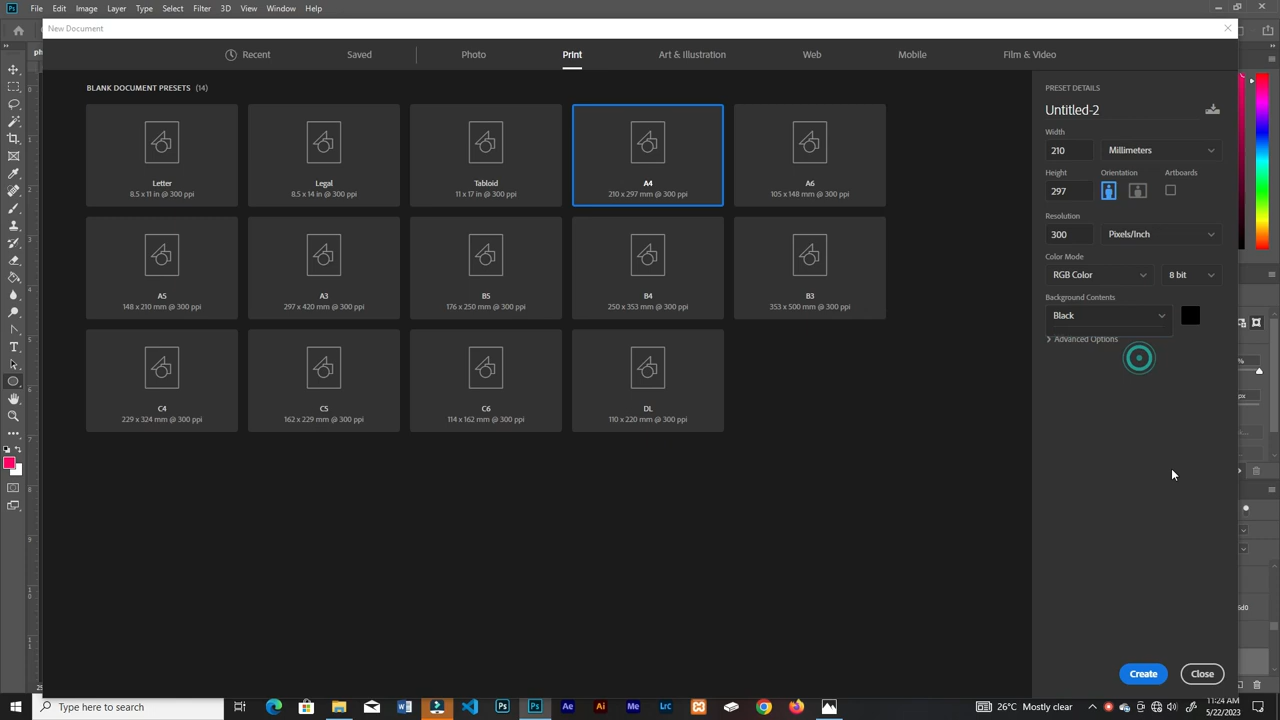 Ps File Edit Image Layer Type Select Filter 3D View Window Help
New Document
Recent Saved Photo Print Art & Illustration Web Mobile Film & Video
BLANK DOCUMENT PRESETS (14)
Letter
8.5 x 11 in @ 300 ppi
Legal
8.5 x 14 in @ 300 ppi
Tabloid
11 x 17 in @ 300 ppi
A4
210 x 297 mm @ 300 ppi
A6
105 x 148 mm @ 300 ppi
A5
148 x 210 mm @ 300 ppi
A3
297 x 420 mm @ 300 ppi
B5
176 x 250 mm @ 300 ppi
B4
250 x 353 mm @ 300 ppi
B3
353 x 500 mm @ 300 ppi
C4
229 x 324 mm @ 300 ppi
C5
162 x 229 mm @ 300 ppi
C6
114 x 162 mm @ 300 ppi
DL
110 x 220 mm @ 300 ppi
PRESET DETAILS
Untitled-2
Width
210 Millimeters
Height Orientation Artboards
297
Resolution
300 Pixels/Inch
Color Mode
RGB Color 8 bit
Background Contents
Black
Advanced Options
Create Close
Type here to search
26°C Mostly clear
11:24 AM
5/22/2023